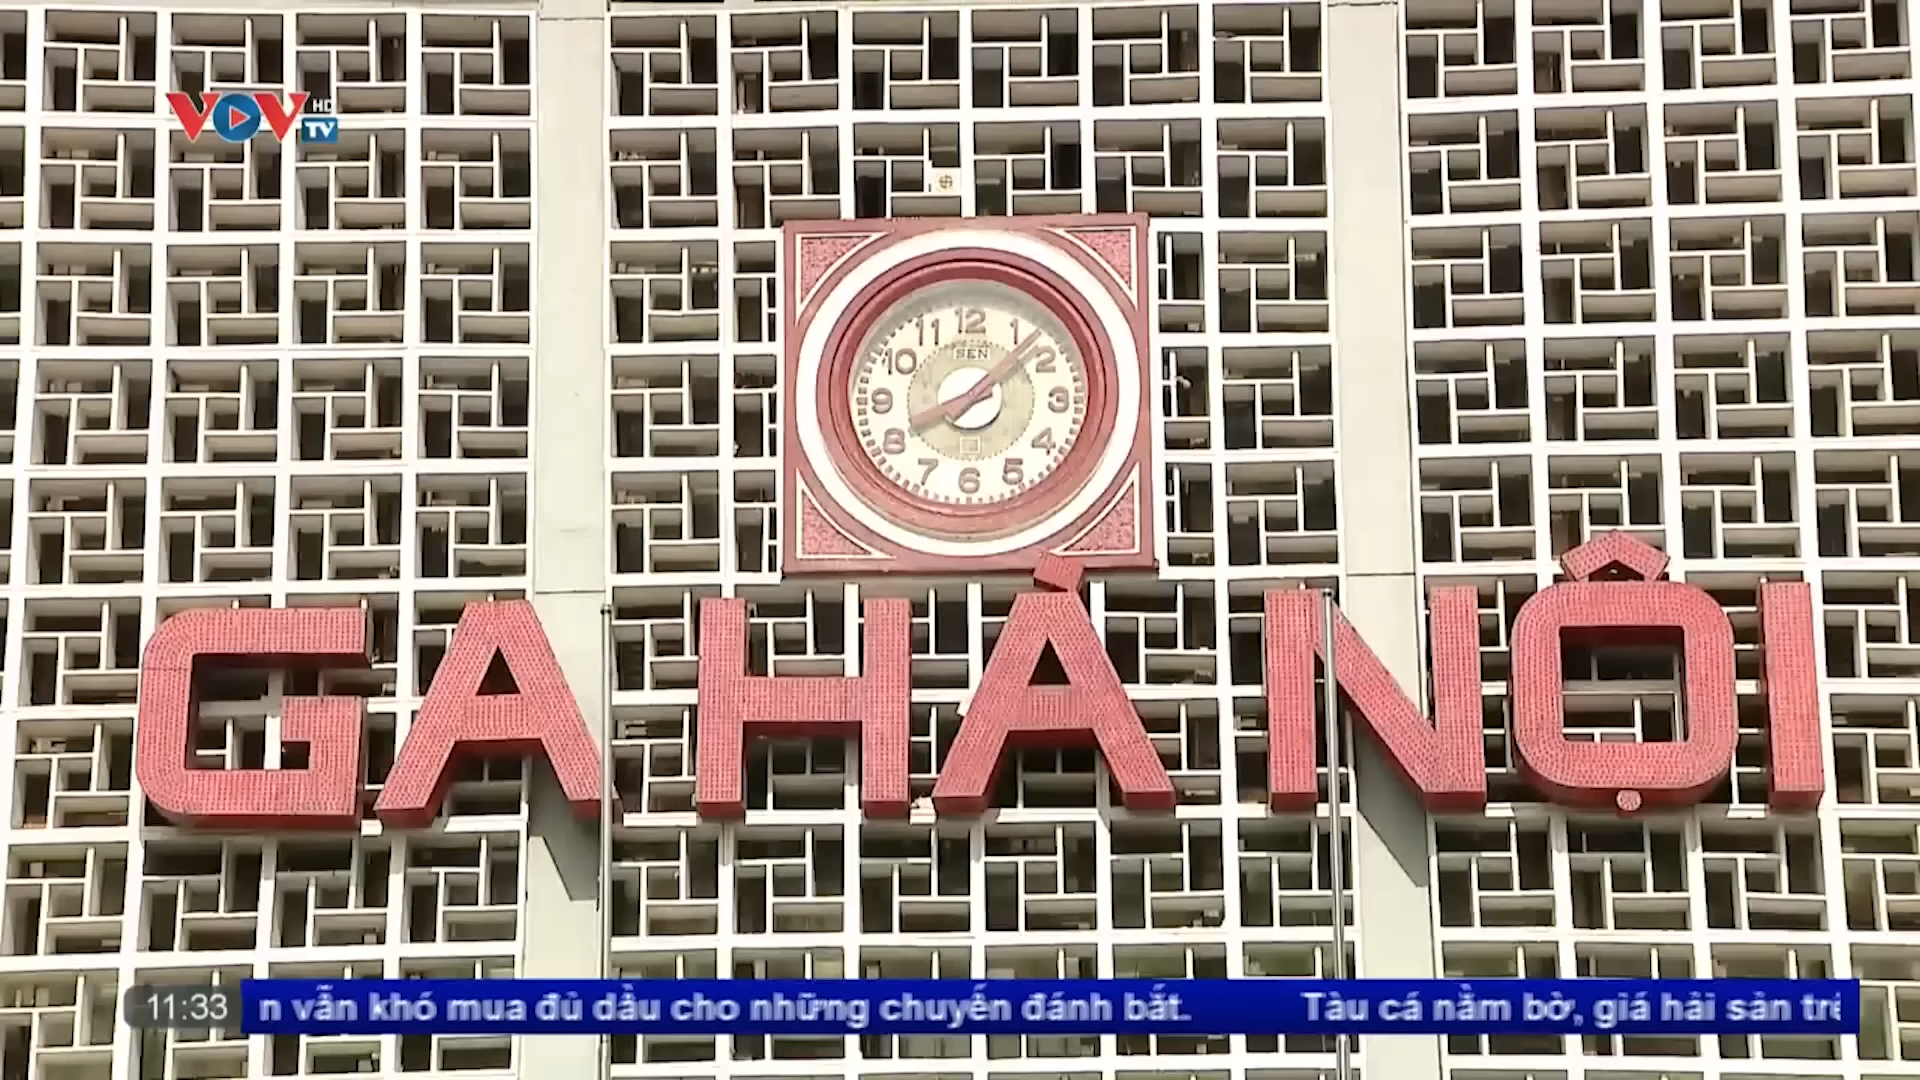 VOV HD
TV
12
11 1
SEN
10 2
9 3
8 4
7 5
6
GA HÀ NỘI
11:33 n vẫn khó mua đủ dầu cho những chuyến đánh bắt. Tàu cá nằm bờ, giá hải sản